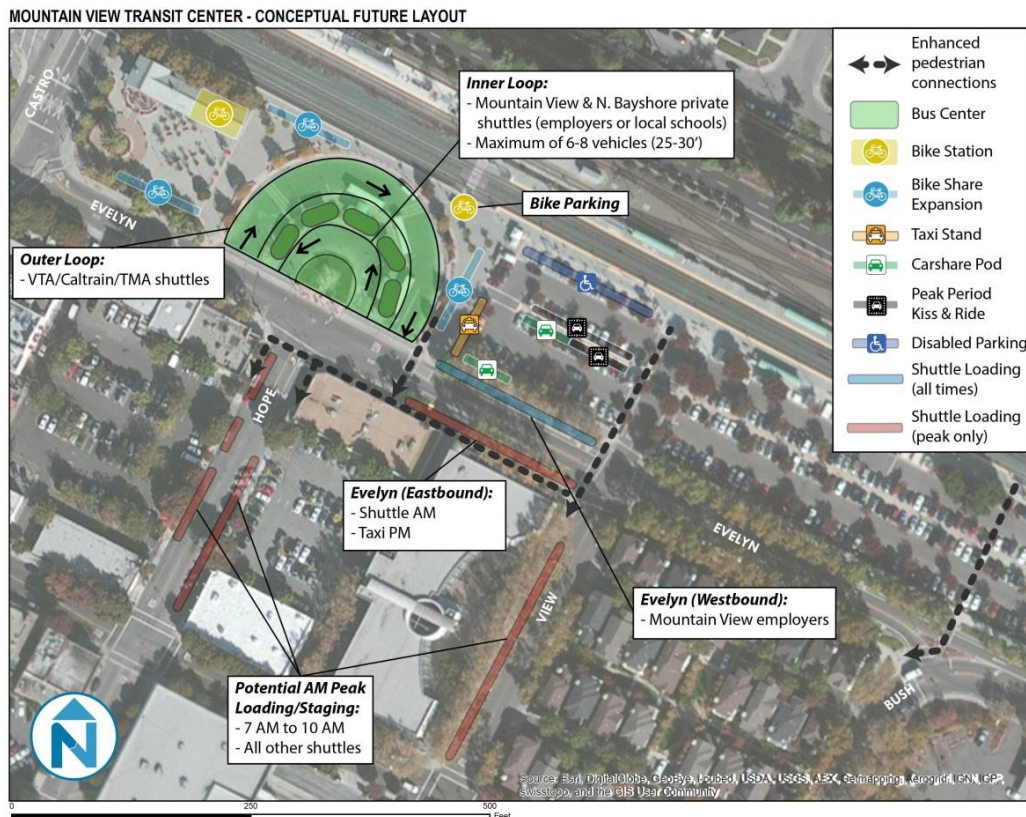 MOUNTAIN VIEW TRANSIT CENTER - CONCEPTUAL FUTURE LAYOUT
CASTRO
EVELYN
Inner Loop:
- Mountain View & N. Bayshore private
shuttles (employers or local schools)
- Maximum of 6-8 vehicles (25-30')
Bike Parking
Outer Loop:
- VTA/Caltrain/TMA shuttles
HOPE
Evelyn (Eastbound):
- Shuttle AM
- Taxi PM
EVELYN
VIEW
Evelyn (Westbound):
- Mountain View employers
BUSH
Potential AM Peak
Loading/Staging:
- 7 AM to 10 AM
- All other shuttles
N
Enhanced
pedestrian
connections
Bus Center
Bike Station
Bike Share
Expansion
Taxi Stand
Carshare Pod
Peak Period
Kiss & Ride
Disabled Parking
Shuttle Loading
(all times)
Shuttle Loading
(peak only)
Source: Esri, DigitalGlobe, GeoEye, i-cubed, USDA, USGS, AEX, Getmapping, Aerogrid, IGN, IGP,
swisstopo, and the GIS User Community
0 250 500
Feet